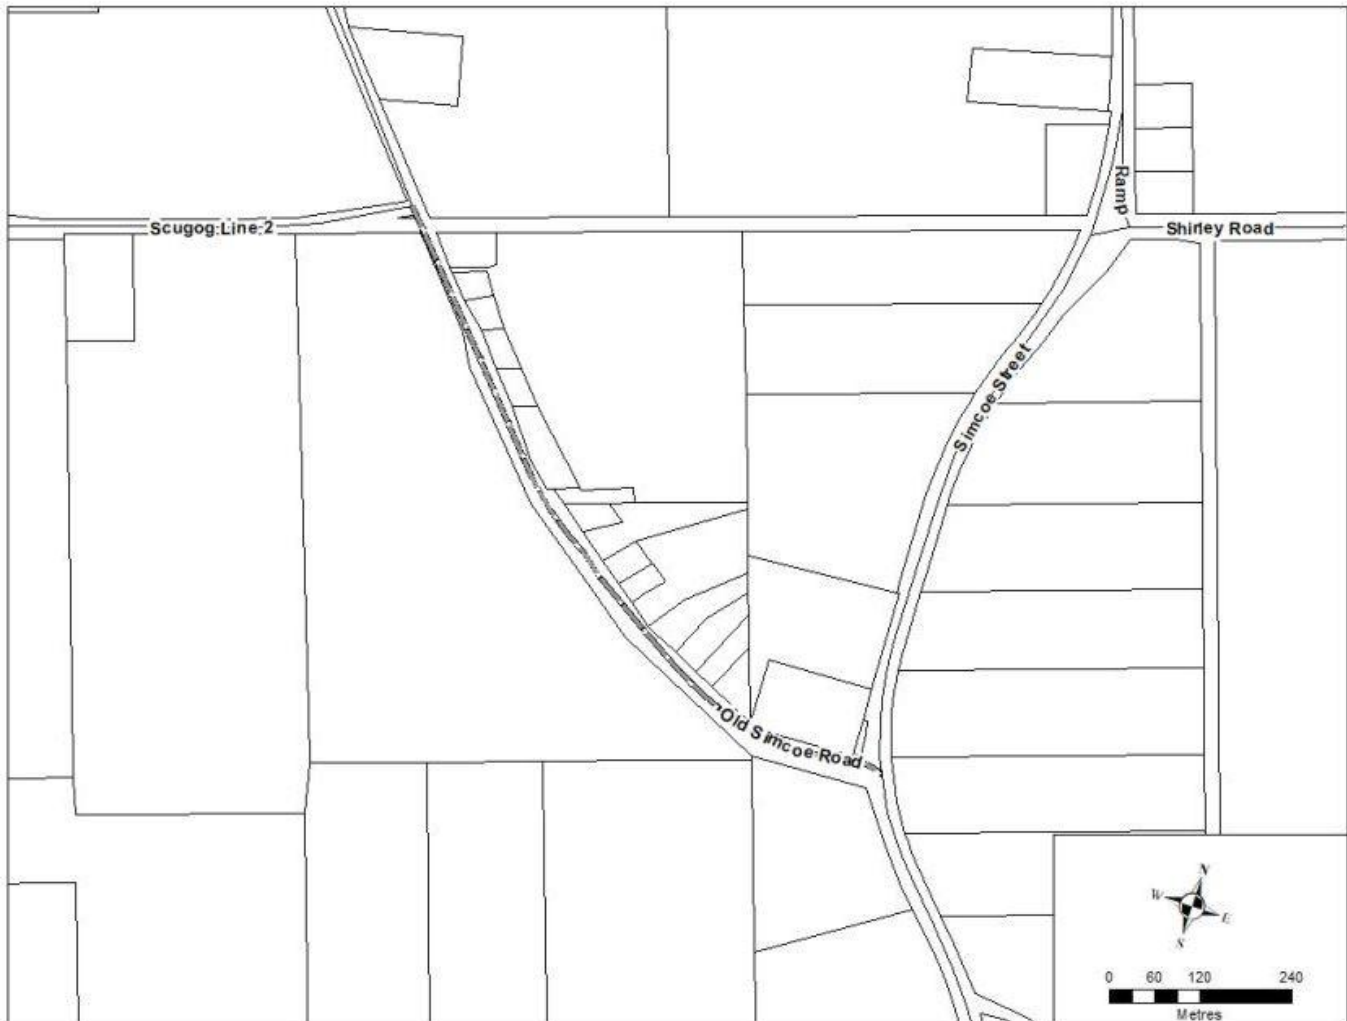 Ramp
Scugog Line 2
Shirley Road
Simcoe Street
Old Simcoe Road
N
W
E
S
0 60 120 240
Metres